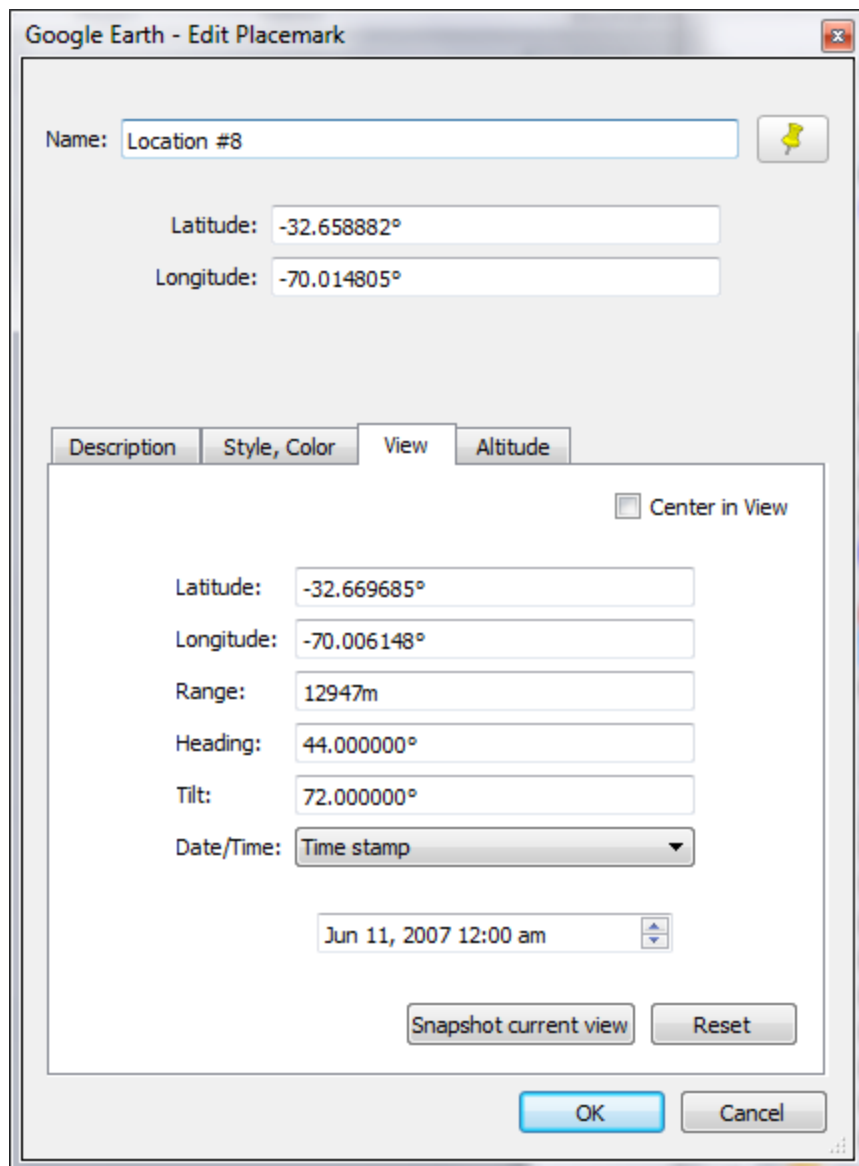 Google Earth - Edit Placemark
Name: Location #8
Latitude: -32.658882°
Longitude: -70.014805°
Description Style, Color View Altitude
Center in View
Latitude: -32.669685°
Longitude: -70.006148°
Range: 12947m
Heading: 44.000000°
Tilt: 72.000000°
Date/Time: Time stamp
Jun 11, 2007 12:00 am
Snapshot current view Reset
OK Cancel